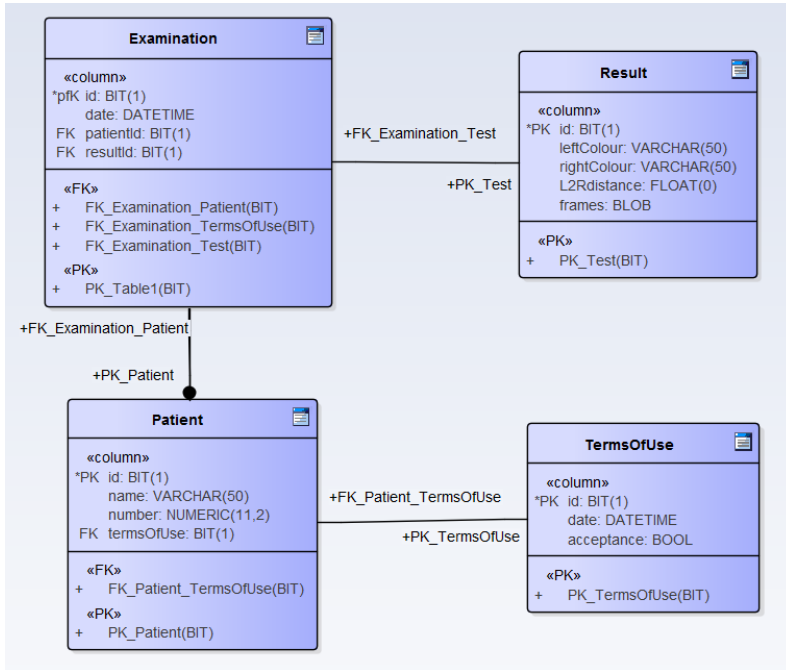 Examination
«column»
*pfK id: BIT(1)
date: DATETIME
FK patientId: BIT(1)
FK resultId: BIT(1)
«FK»
+ FK_Examination_Patient(BIT)
+ FK_Examination_TermsOfUse(BIT)
+ FK_Examination_Test(BIT)
«PK»
+ PK_Table1(BIT)
+FK_Examination_Test
+PK_Test
Result
«column»
*PK id: BIT(1)
leftColour: VARCHAR(50)
rightColour: VARCHAR(50)
L2Rdistance: FLOAT(0)
frames: BLOB
«PK»
+ PK_Test(BIT)
+FK_Examination_Patient
+PK_Patient
Patient
«column»
*PK id: BIT(1)
name: VARCHAR(50)
number: NUMERIC(11,2)
FK termsOfUse: BIT(1)
«FK»
+ FK_Patient_TermsOfUse(BIT)
«PK»
+ PK_Patient(BIT)
+FK_Patient_TermsOfUse
+PK_TermsOfUse
TermsOfUse
«column»
*PK id: BIT(1)
date: DATETIME
acceptance: BOOL
«PK»
+ PK_TermsOfUse(BIT)